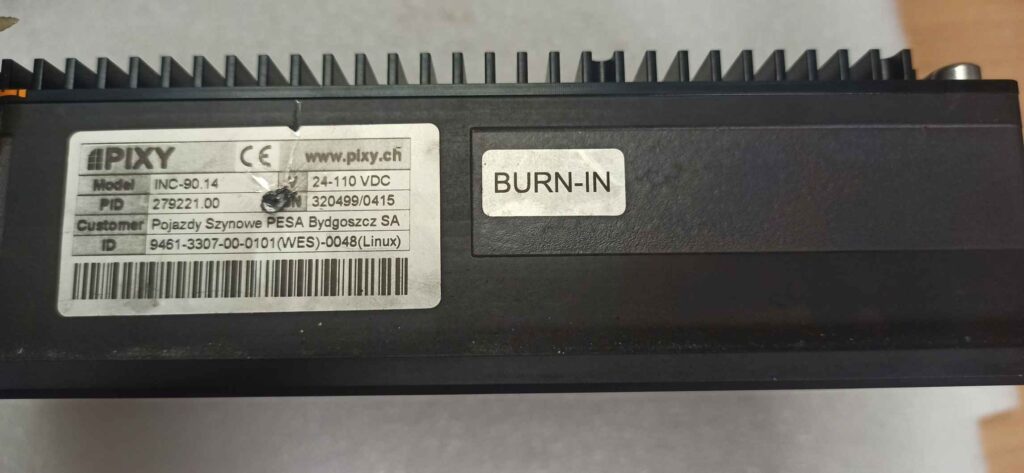 PIXY CE www.pixy.ch
Model INC-90.14 24-110 VDC
PID 279221.00 320499/0415
Customer Pojazdy Szynowe PESA Bydgoszcz SA
ID 9461-3307-00-0101(WES)-0048(Linux)
BURN-IN